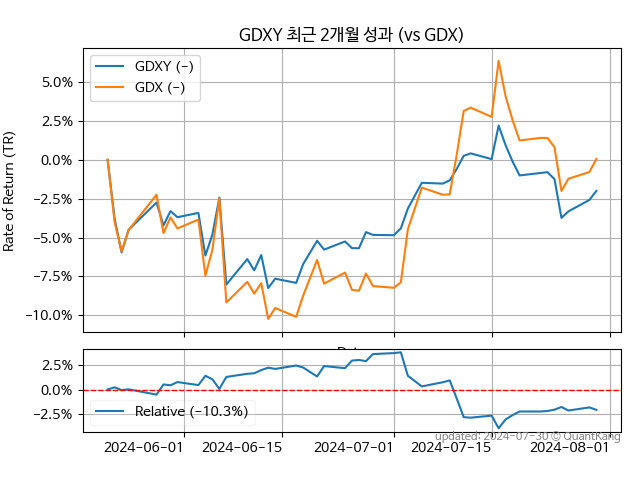 GDXY 최근 2개월 성과 (vs GDX)
GDXY (-)
GDX (-)
Rate of Return (TR)
5.0%
2.5%
0.0%
-2.5%
-5.0%
-7.5%
-10.0%
2.5%
0.0%
-2.5%
Relative (-10.3%)
2024-06-01 2024-06-15 2024-07-01 2024-07-15 2024-08-01
updated: 2024-07-30 © QuantKang